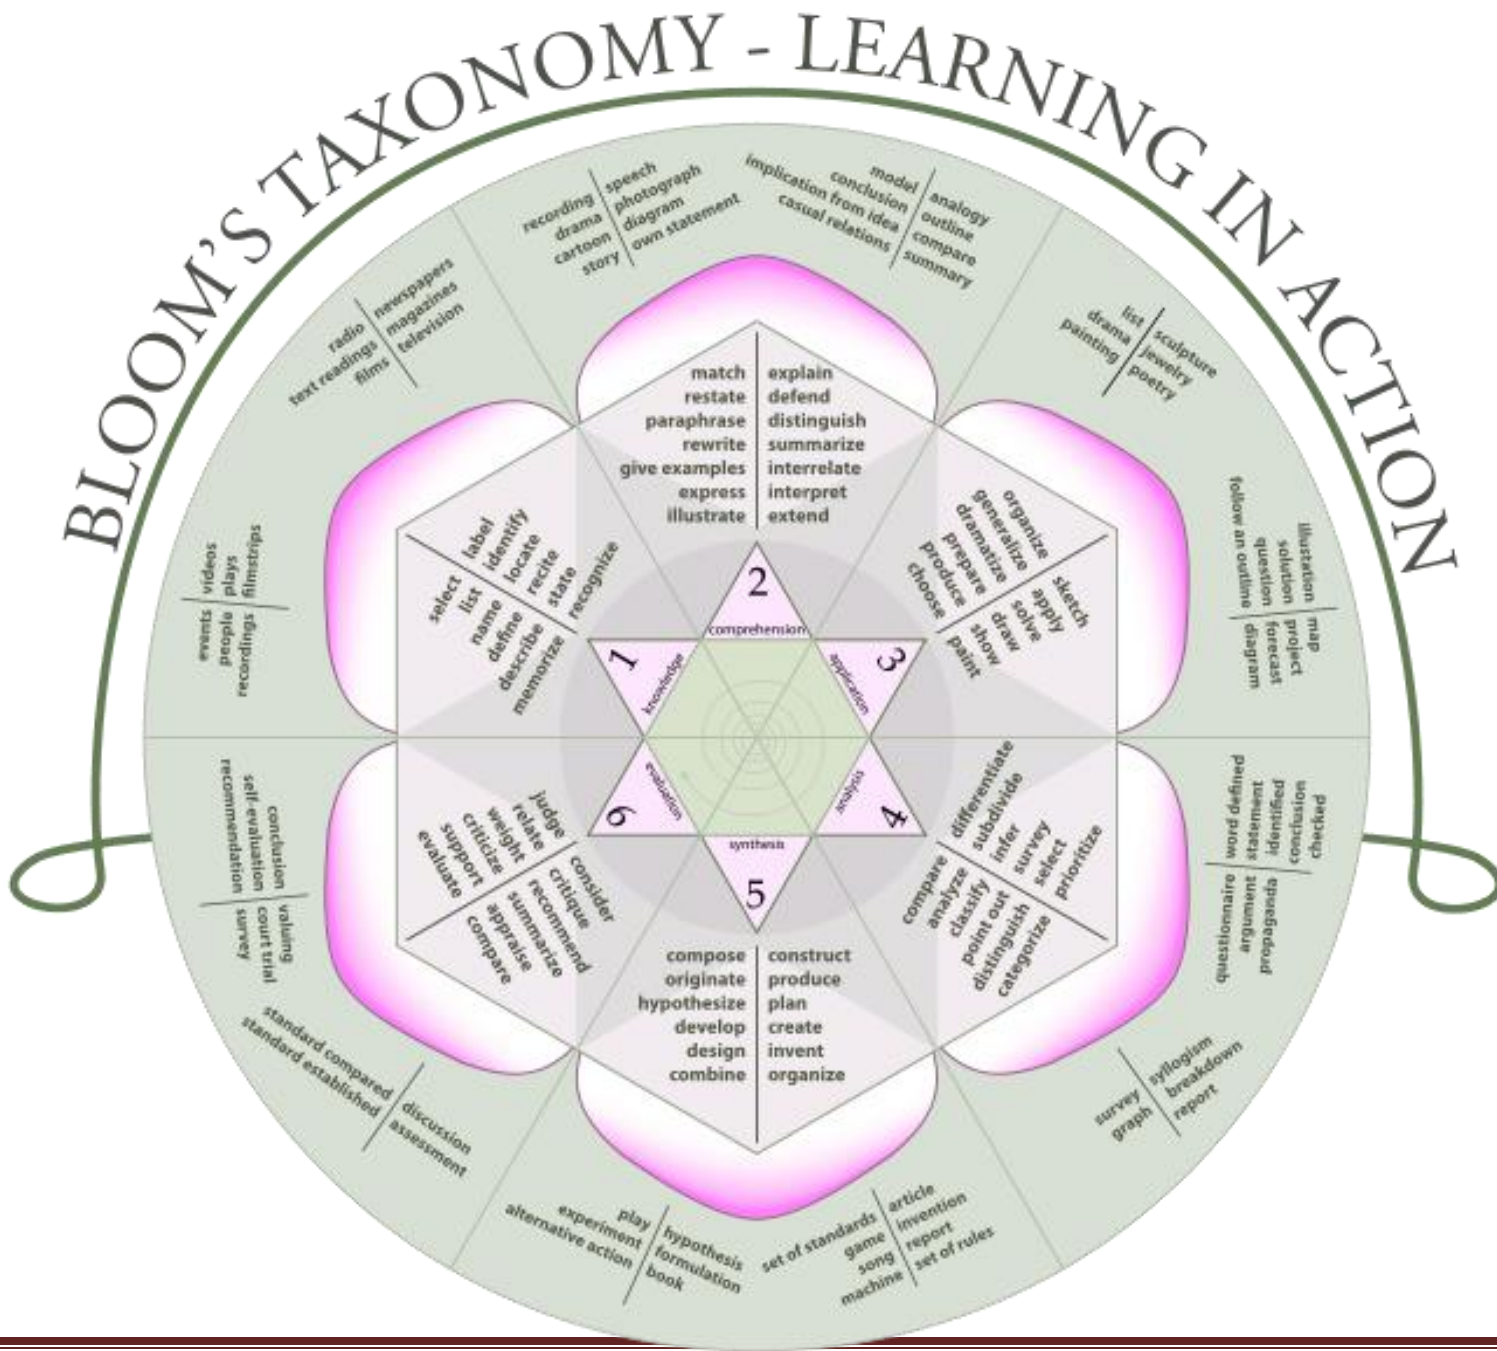 BLOOM'S TAXONOMY - LEARNING IN ACTION
1
knowledge
label
identify
locate
recite
state
recognize
select
list
name
define
describe
memorize
videos
plays
filmstrips
events
people
recordings
radio
text readings
films
newspapers
magazines
television
2
comprehension
match
restate
paraphrase
rewrite
give examples
express
illustrate
explain
defend
distinguish
summarize
interrelate
interpret
extend
recording
drama
cartoon
story
speech
photograph
diagram
own statement
model
conclusion
implication from idea
casual relations
analogy
outline
compare
summary
3
application
organize
generalize
dramatize
prepare
produce
choose
sketch
apply
solve
draw
show
paint
list
drama
painting
sculpture
jewelry
poetry
illustation
solution
question
follow an outline
map
project
forecast
diagram
4
analysis
differentiate
subdivide
infer
survey
select
prioritize
compare
analyze
classify
point out
distinguish
categorize
word defined
statement
identified
conclusion
checked
questionnaire
argument
propaganda
survey
graph
syllogism
breakdown
report
5
synthesis
compose
originate
hypothesize
develop
design
combine
construct
produce
plan
create
invent
organize
set of standards
game
song
machine
article
invention
report
set of rules
play
experiment
alternative action
hypothesis
formulation
book
6
evaluation
judge
relate
weight
criticize
support
evaluate
consider
critique
recommend
summarize
appraise
compare
standard compared
standard established
discussion
assessment
conclusion
self-evaluation
recommendation
valuing
court trial
survey